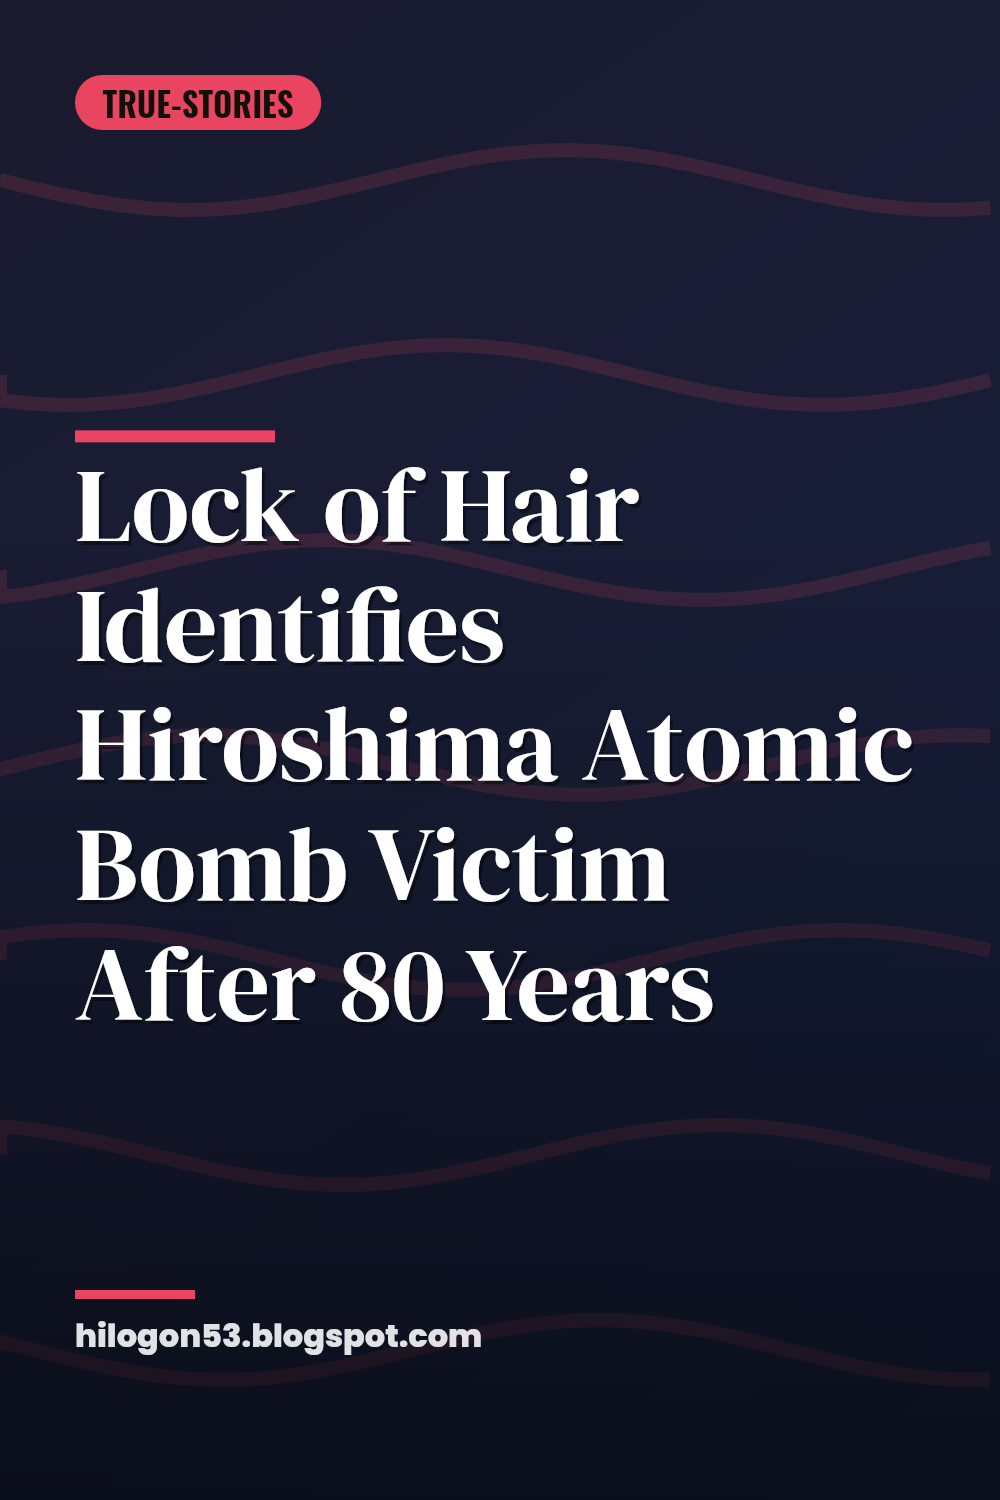 TRUE-STORIES
Lock of Hair
Identifies
Hiroshima Atomic
Bomb Victim
After 80 Years
hilogon53.blogspot.com